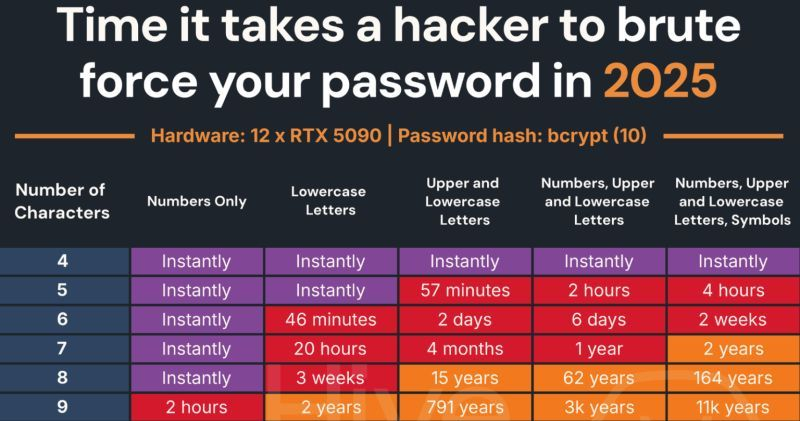 Time it takes a hacker to brute
force your password in 2025
Hardware: 12 x RTX 5090 | Password hash: bcrypt (10)
Number of Characters Numbers Only Lowercase Letters Upper and Lowercase Letters Numbers, Upper and Lowercase Letters Numbers, Upper and Lowercase Letters, Symbols
4 Instantly Instantly Instantly Instantly Instantly
5 Instantly Instantly 57 minutes 2 hours 4 hours
6 Instantly 46 minutes 2 days 6 days 2 weeks
7 Instantly 20 hours 4 months 1 year 2 years
8 Instantly 3 weeks 15 years 62 years 164 years
9 2 hours 2 years 791 years 3k years 11k years